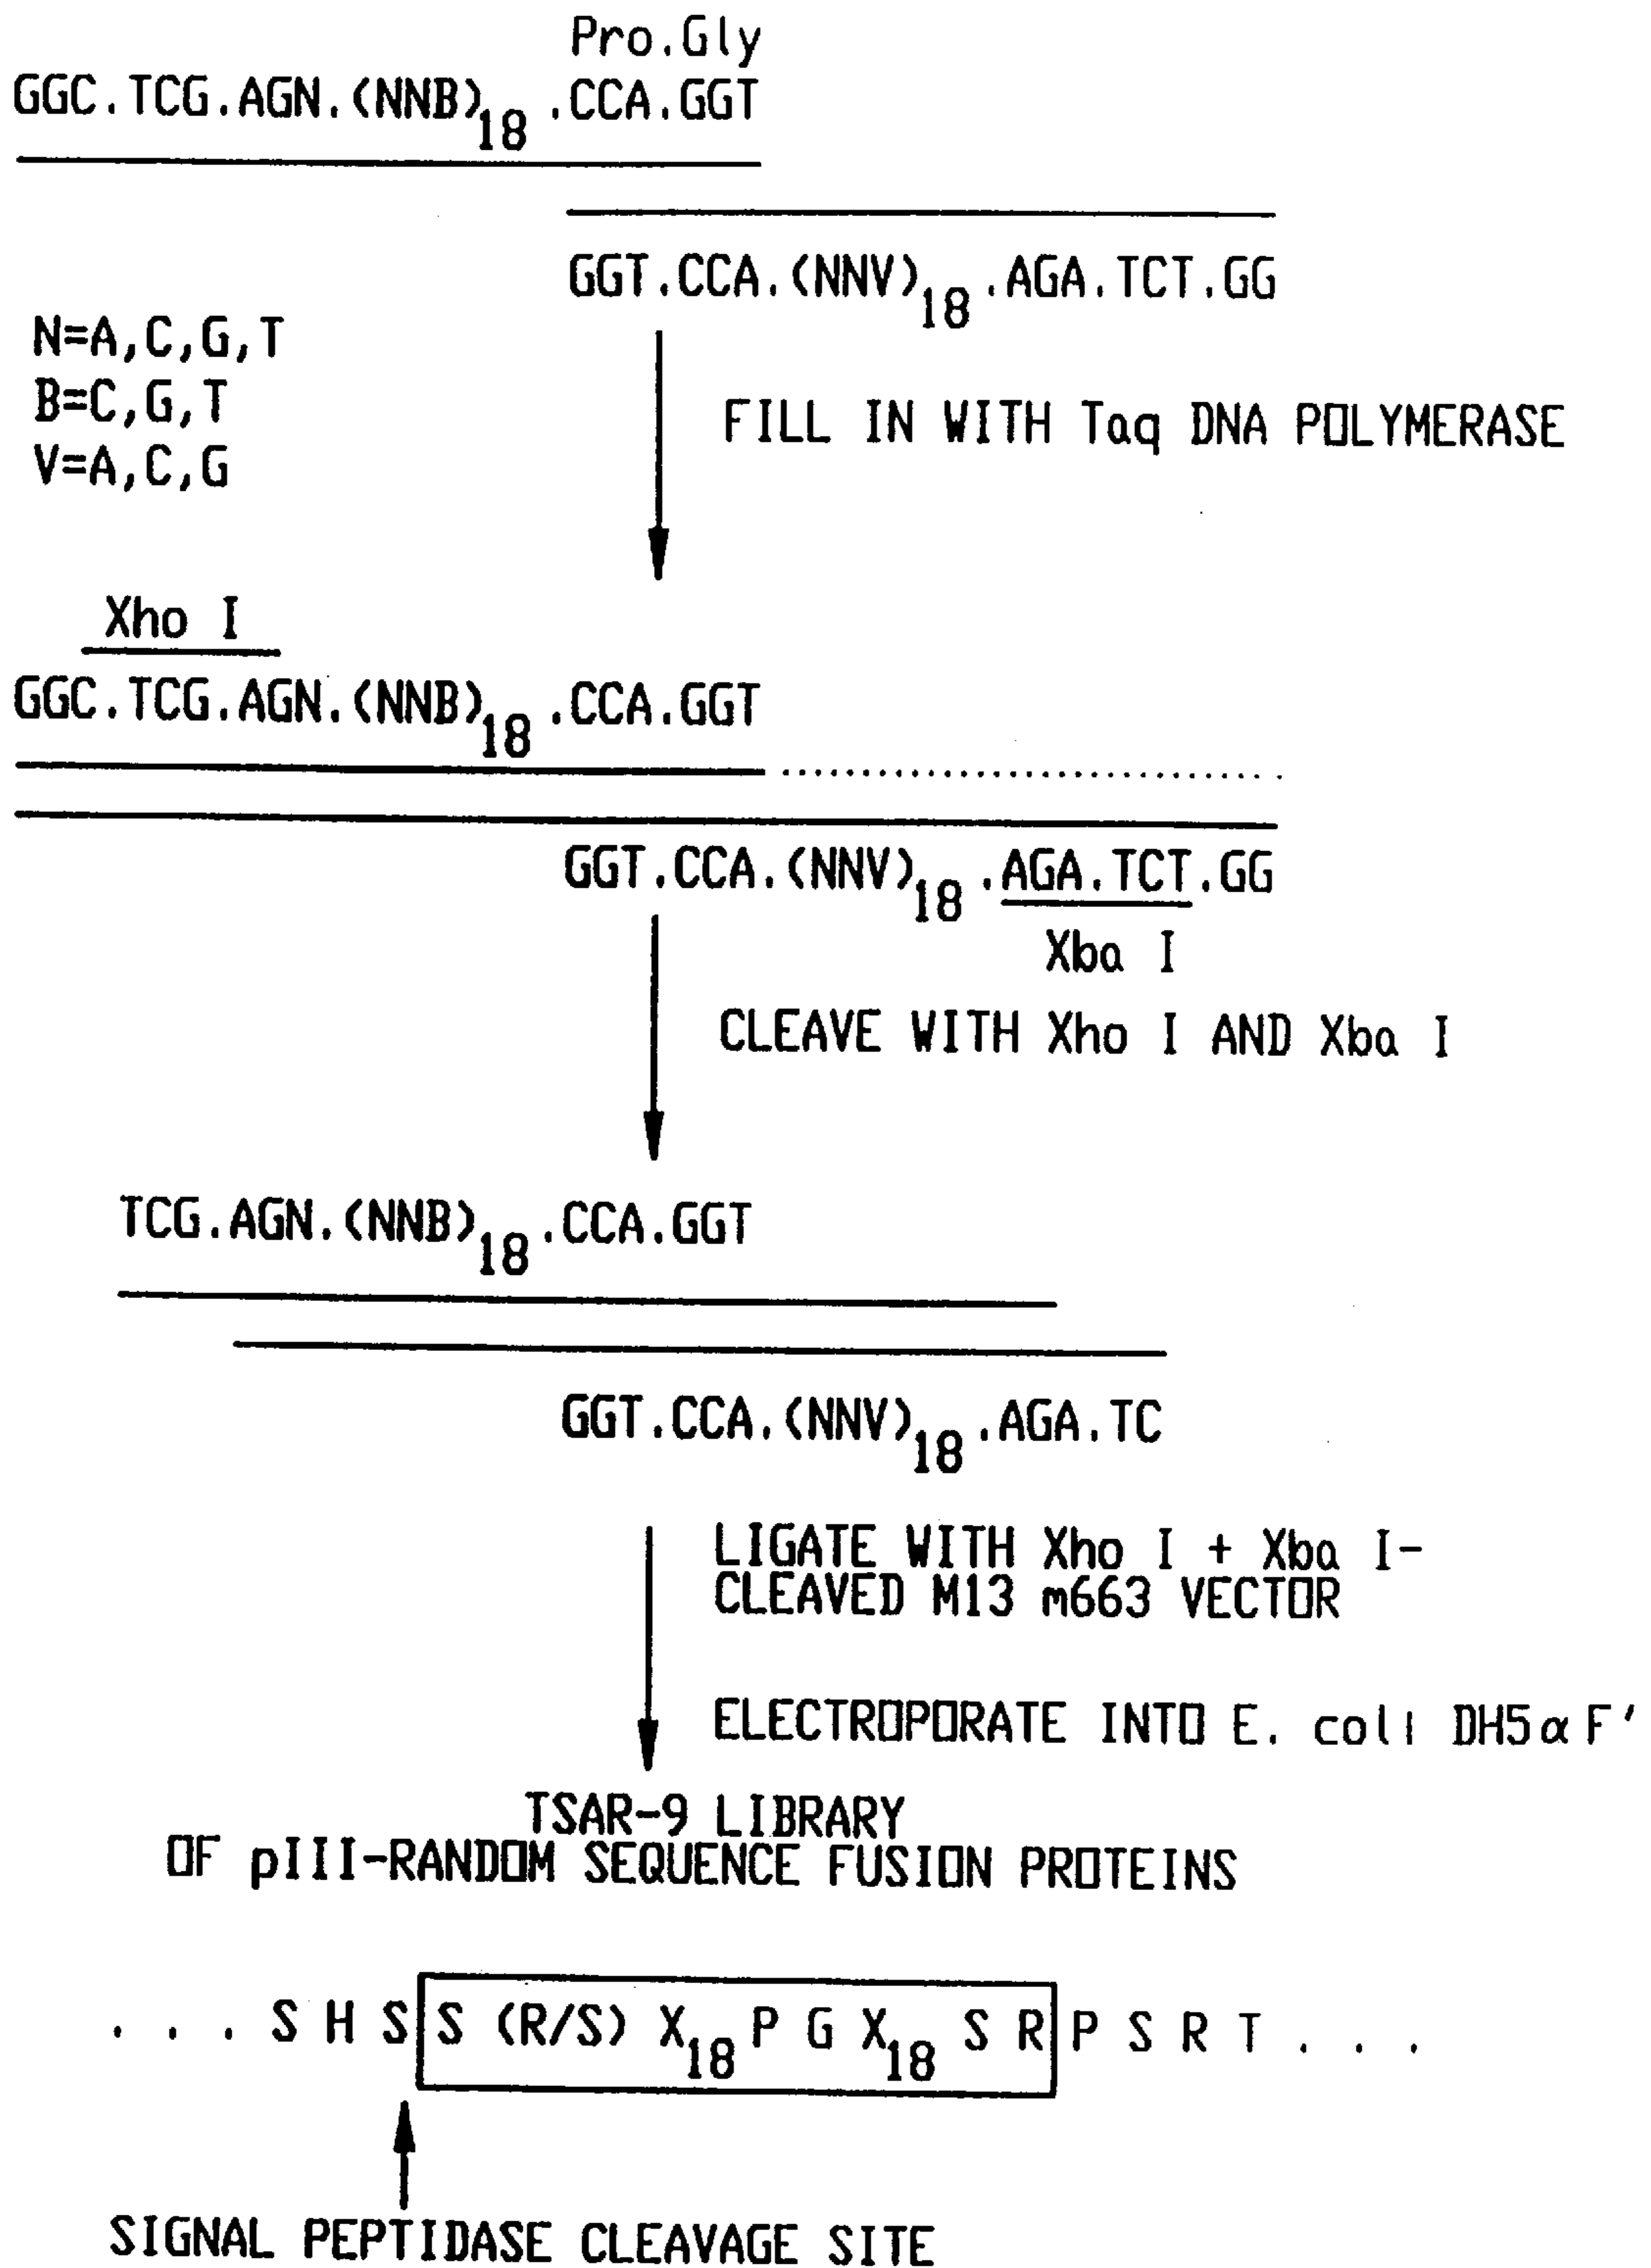 Pro.Gly
GGC.TCG.AGN.(NNB)18.CCA.GGT
GGT.CCA.(NNV)18.AGA.TCT.GG
N=A,C,G,T
B=C,G,T
V=A,C,G
FILL IN WITH Taq DNA POLYMERASE
Xho I
GGC.TCG.AGN.(NNB)18.CCA.GGT
GGT.CCA.(NNV)18.AGA.TCT.GG
Xba I
CLEAVE WITH Xho I AND Xba I
TCG.AGN.(NNB)18.CCA.GGT
GGT.CCA.(NNV)18.AGA.TC
LIGATE WITH Xho I + Xba I-
CLEAVED M13 m663 VECTOR
ELECTROPORATE INTO E. coli DH5αF'
TSAR-9 LIBRARY
OF pIII-RANDOM SEQUENCE FUSION PROTEINS
. . . S H S S (R/S) X18 P G X18 S R P S R T . . .
SIGNAL PEPTIDASE CLEAVAGE SITE